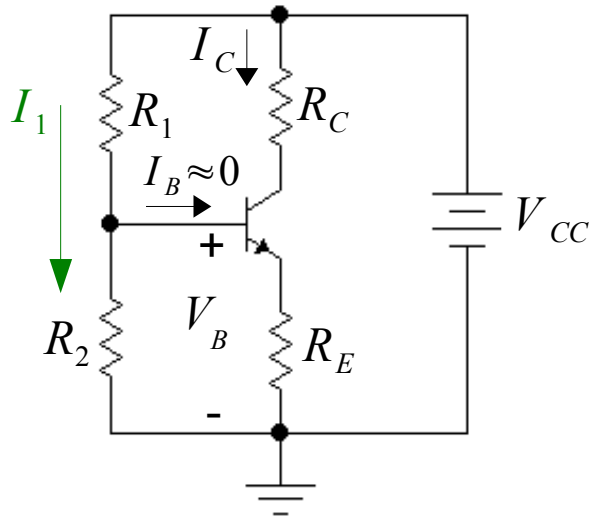 I_C
I_1
R_1
R_C
I_B≈0
+
V_CC
V_B
R_2
R_E
-